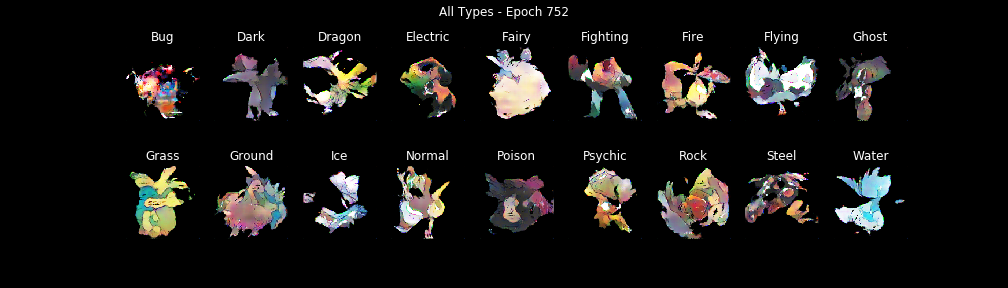 All Types - Epoch 752
Bug Dark Dragon Electric Fairy Fighting Fire Flying Ghost
Grass Ground Ice Normal Poison Psychic Rock Steel Water